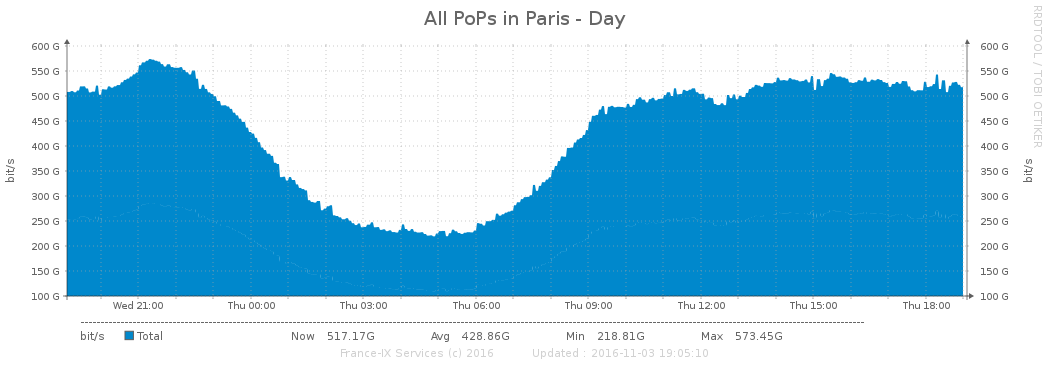 All PoPs in Paris - Day
RRDTOOL / TOBI OETIKER
bit/s
600 G 600 G
550 G 550 G
500 G 500 G
450 G 450 G
400 G 400 G
350 G 350 G
300 G 300 G
250 G 250 G
200 G 200 G
150 G 150 G
100 G 100 G
bit/s
Wed 21:00 Thu 00:00 Thu 03:00 Thu 06:00 Thu 09:00 Thu 12:00 Thu 15:00 Thu 18:00
bit/s Total Now 517.17G Avg 428.86G Min 218.81G Max 573.45G
France-IX Services (c) 2016 Updated : 2016-11-03 19:05:10